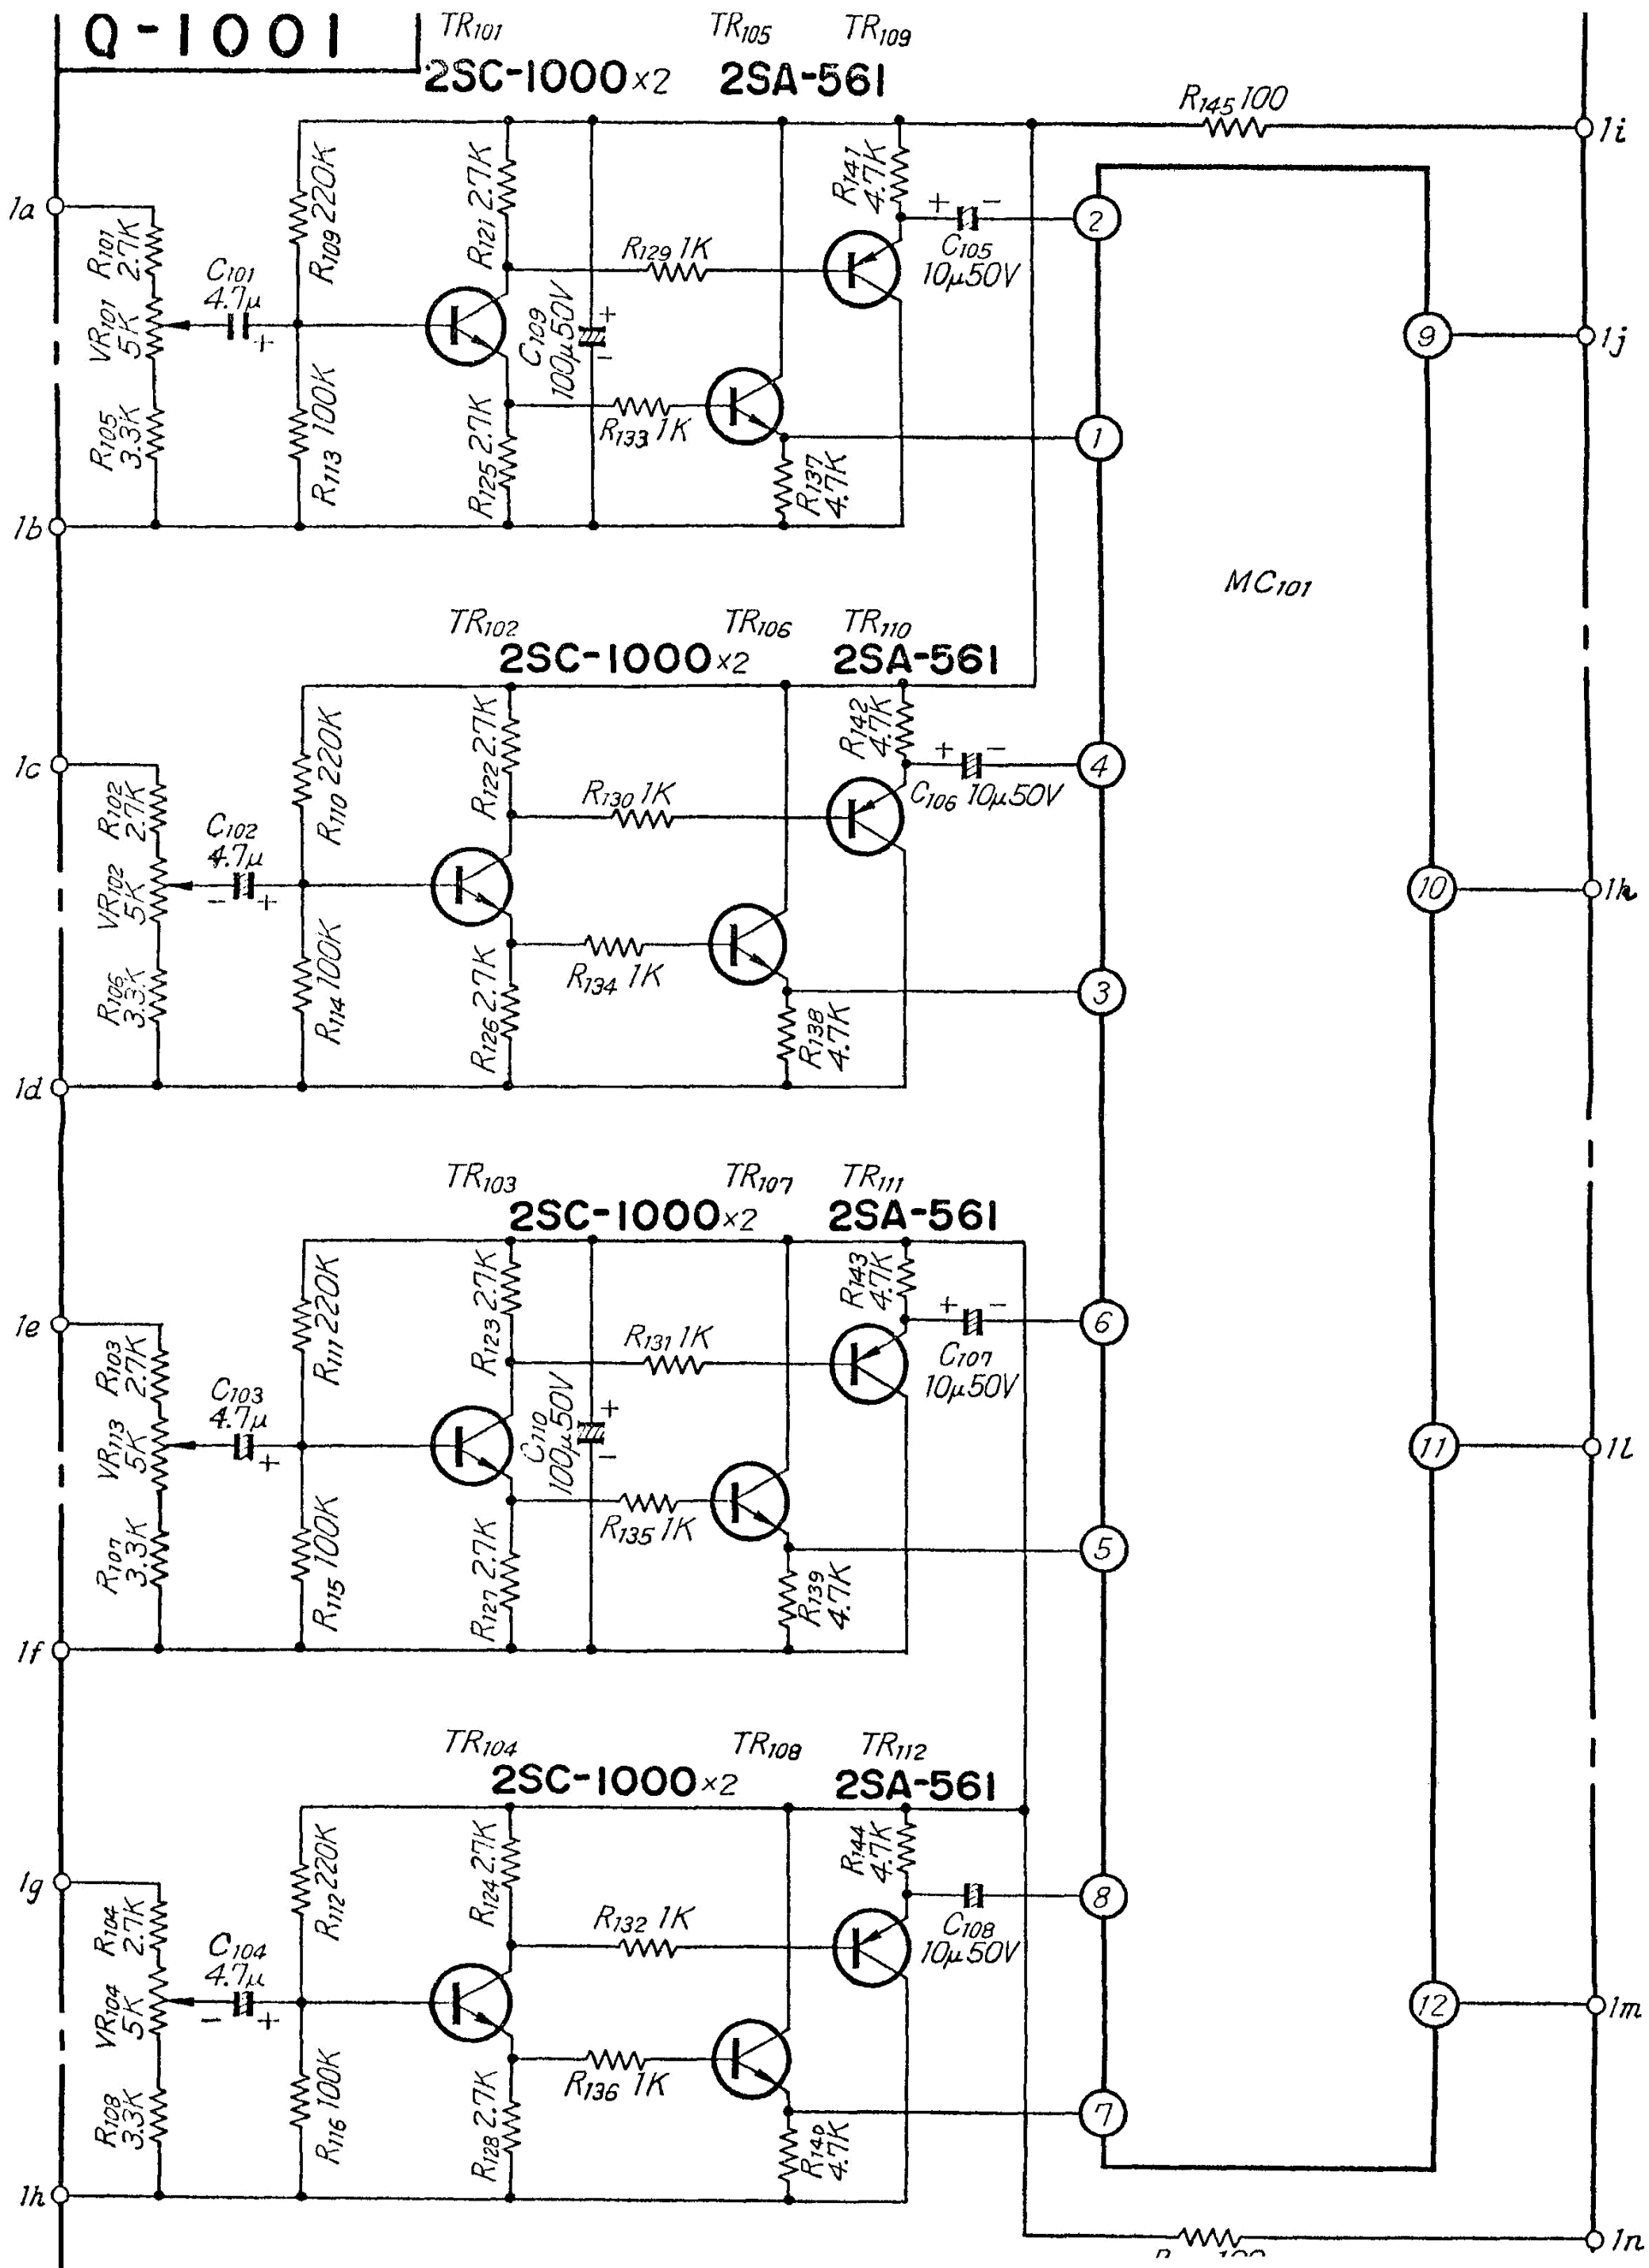 Q-1001
TR101 TR105 TR109
2SC-1000×2 2SA-561
R145 100
1i
1a
R101 2.7K
VR101 5K
R105 3.3K
C101 4.7µ
+
R109 220K
R113 100K
R121 2.7K
R125 2.7K
C109 100µ50V
+
-
R129 1K
R133 1K
R137 4.7K
R141 4.7K
+ -
C105 10µ50V
2
1
9
1j
1b
MC101
TR102 TR106 TR110
2SC-1000×2 2SA-561
1c
R102 2.7K
VR102 5K
R106 3.3K
C102 4.7µ
- +
R110 220K
R114 100K
R122 2.7K
R126 2.7K
R130 1K
R134 1K
R138 4.7K
R142 4.7K
+ -
C106 10µ50V
4
3
10
1k
1d
TR103 TR107 TR111
2SC-1000×2 2SA-561
1e
R103 2.7K
VR113 5K
R107 3.3K
C103 4.7µ
+
R111 220K
R115 100K
R123 2.7K
R127 2.7K
C110 100µ50V
+
-
R131 1K
R135 1K
R139 4.7K
R143 4.7K
+ -
C107 10µ50V
6
5
11
1l
1f
TR104 TR108 TR112
2SC-1000×2 2SA-561
1g
R104 2.7K
VR104 5K
R108 3.3K
C104 4.7µ
- +
R112 220K
R116 100K
R124 2.7K
R128 2.7K
R132 1K
R136 1K
R140 4.7K
R144 4.7K
C108 10µ50V
8
7
12
1m
1h
1n